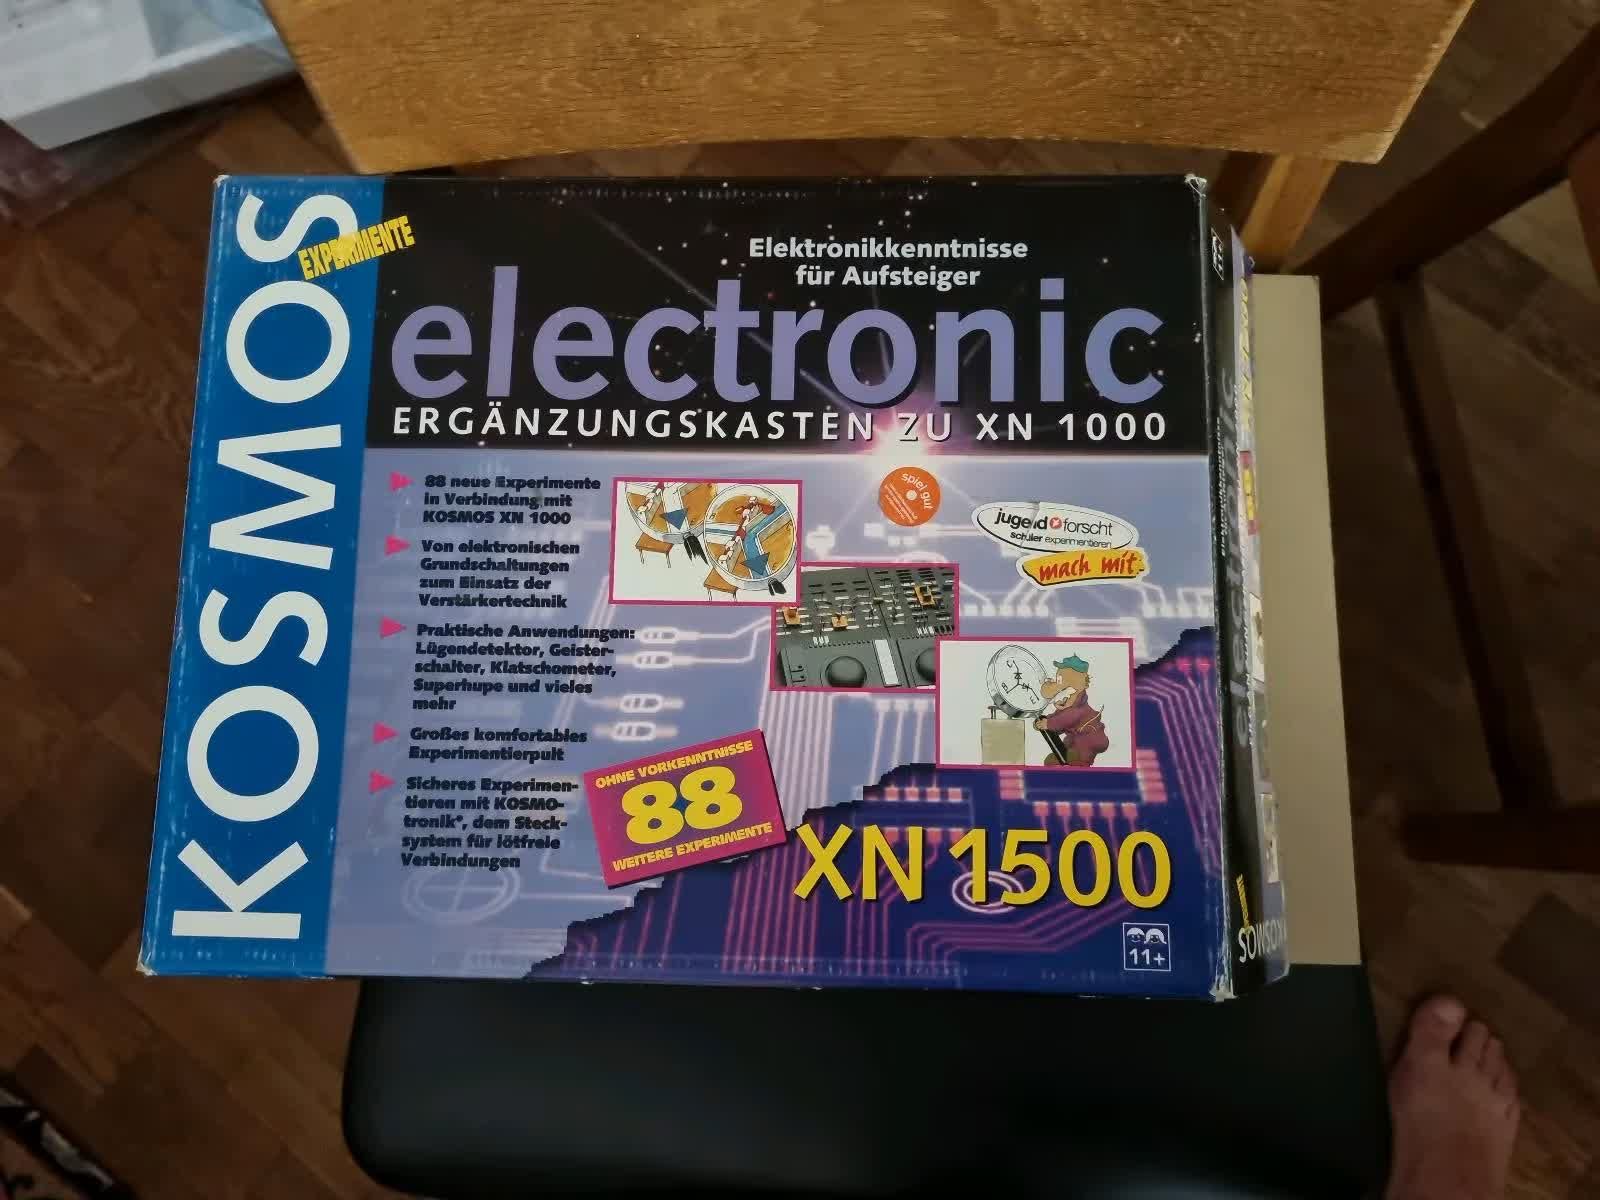 KOSMOS
EXPERIMENTE
Elektronikkenntnisse
für Aufsteiger
electronic
ERGÄNZUNGSKASTEN ZU XN 1000
88 neue Experimente
in Verbindung mit
KOSMOS XN 1000
Von elektronischen
Grundschaltungen
zum Einsatz der
Verstärkertechnik
Praktische Anwendungen:
Lügendetektor, Geister-
schalter, Klatschometer,
Superhupe und vieles
mehr
Großes komfortables
Experimentierpult
Sicheres Experimen-
tieren mit KOSMO-
tronik®, dem Steck-
system für lötfreie
Verbindungen
spiel gut
jugend forscht
schüler experimentieren
mach mit
OHNE VORKENNTNISSE
88
WEITERE EXPERIMENTE
XN 1500
11+